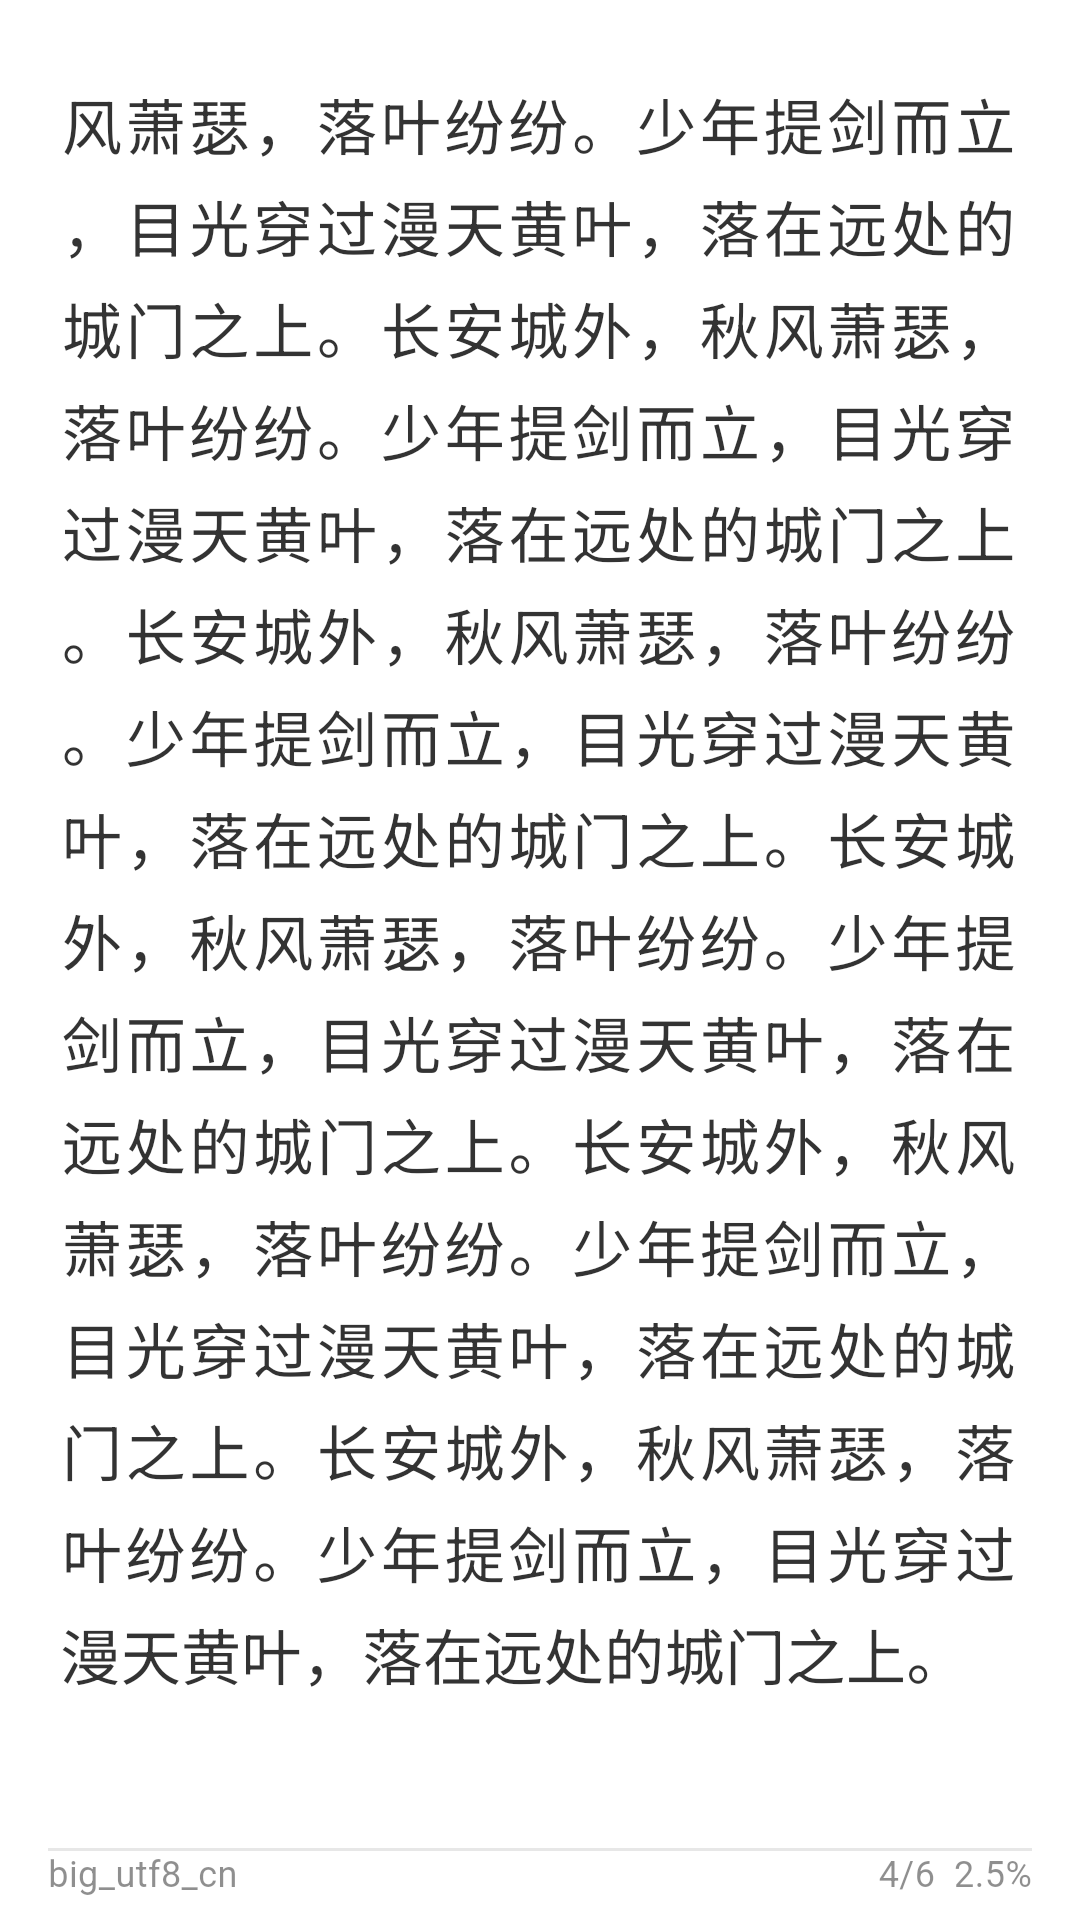 风萧瑟，落叶纷纷。少年提剑而立
，目光穿过漫天黄叶，落在远处的
城门之上。长安城外，秋风萧瑟，
落叶纷纷。少年提剑而立，目光穿
过漫天黄叶，落在远处的城门之上
。长安城外，秋风萧瑟，落叶纷纷
。少年提剑而立，目光穿过漫天黄
叶，落在远处的城门之上。长安城
外，秋风萧瑟，落叶纷纷。少年提
剑而立，目光穿过漫天黄叶，落在
远处的城门之上。长安城外，秋风
萧瑟，落叶纷纷。少年提剑而立，
目光穿过漫天黄叶，落在远处的城
门之上。长安城外，秋风萧瑟，落
叶纷纷。少年提剑而立，目光穿过
漫天黄叶，落在远处的城门之上。
big_utf8_cn 4/6 2.5%